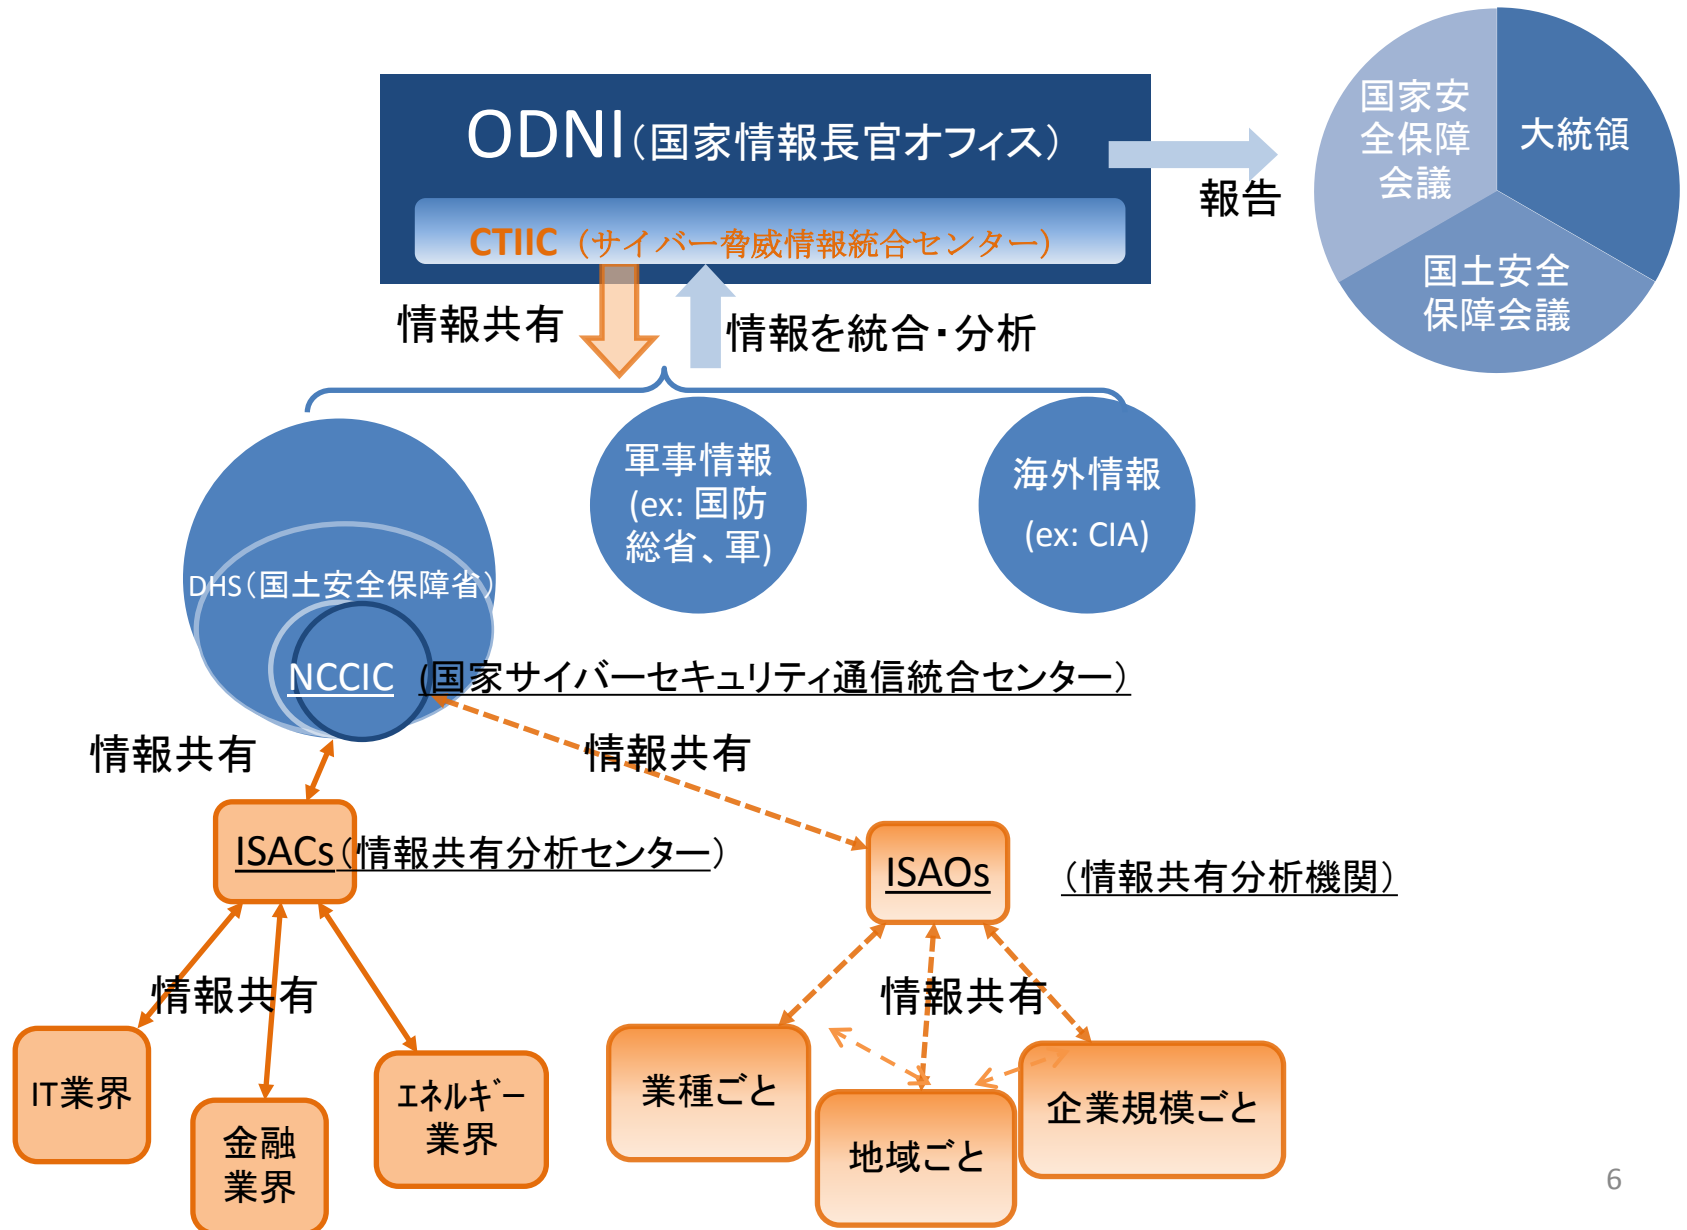 ODNI(国家情報長官オフィス)
CTIIC (サイバー脅威情報統合センター)
報告
国家安
全保障
会議
大統領
国土安全
保障会議
情報共有
情報を統合・分析
軍事情報
(ex: 国防
総省、軍)
海外情報
(ex: CIA)
DHS(国土安全保障省)
NCCIC (国家サイバーセキュリティ通信統合センター)
情報共有
情報共有
ISACs(情報共有分析センター)
ISAOs (情報共有分析機関)
情報共有
情報共有
IT業界
金融
業界
エネルギー
業界
業種ごと
地域ごと
企業規模ごと
6